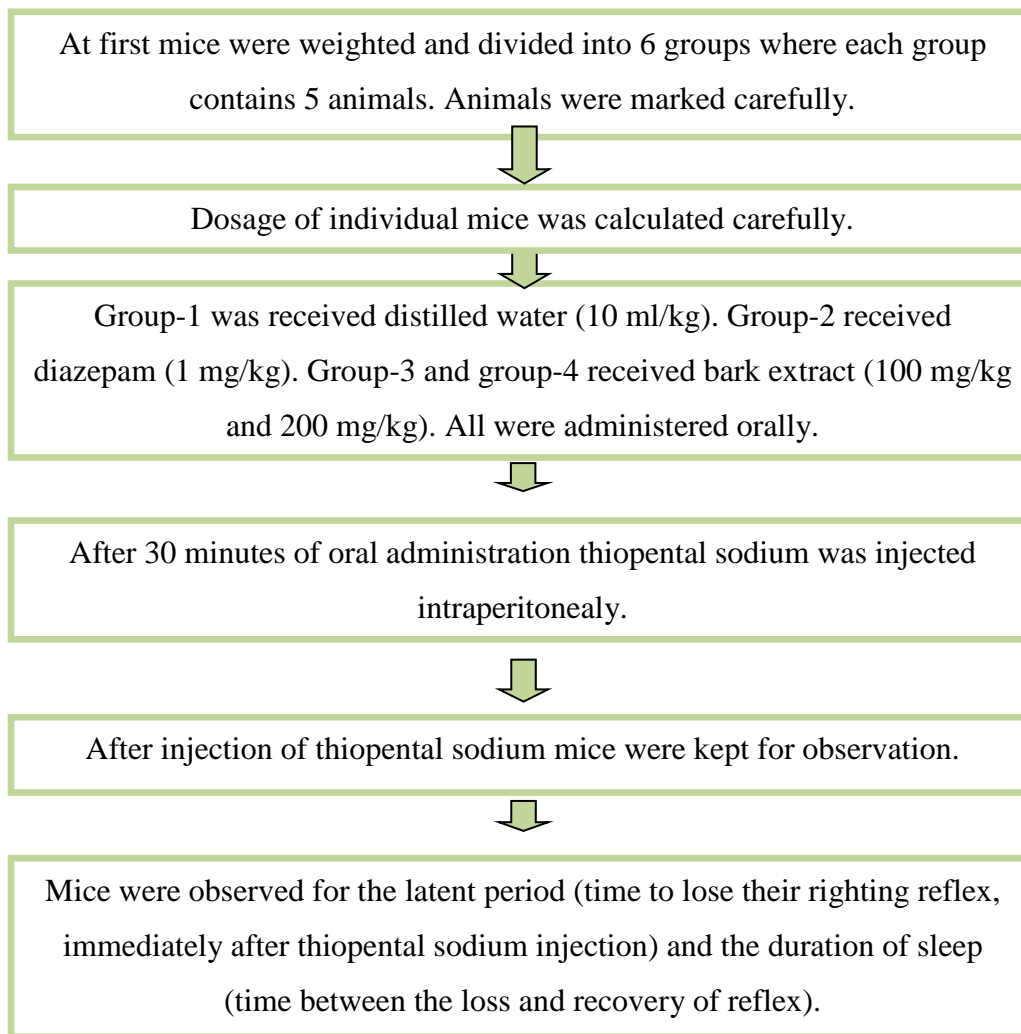 At first mice were weighted and divided into 6 groups where each group
contains 5 animals. Animals were marked carefully.
Dosage of individual mice was calculated carefully.
Group-1 was received distilled water (10 ml/kg). Group-2 received
diazepam (1 mg/kg). Group-3 and group-4 received bark extract (100 mg/kg
and 200 mg/kg). All were administered orally.
After 30 minutes of oral administration thiopental sodium was injected
intraperitonealy.
After injection of thiopental sodium mice were kept for observation.
Mice were observed for the latent period (time to lose their righting reflex,
immediately after thiopental sodium injection) and the duration of sleep
(time between the loss and recovery of reflex).